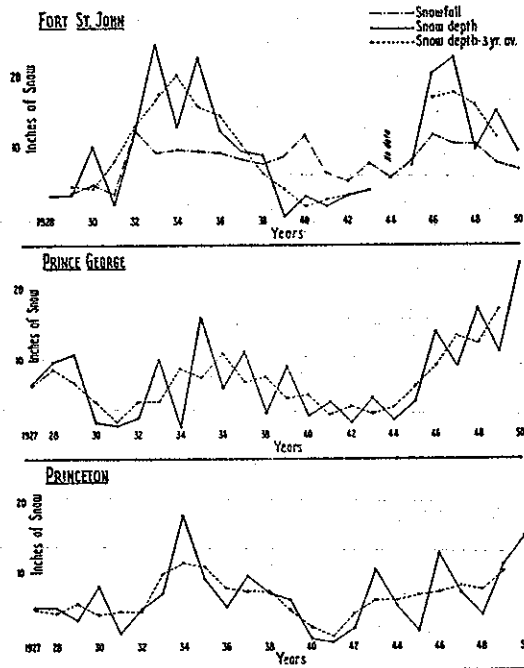 FORT ST. JOHN
Snowfall
Snow depth
Snow depth-3 yr. av.
Inches of Snow
20
15
No data
1928 30 32 34 36 38 40 42 44 46 48 50
Years
PRINCE GEORGE
Inches of Snow
20
15
1927 28 30 32 34 36 38 40 42 44 46 48 50
Years
PRINCETON
Inches of Snow
20
15
1927 28 30 32 34 36 38 40 42 44 46 48
Years